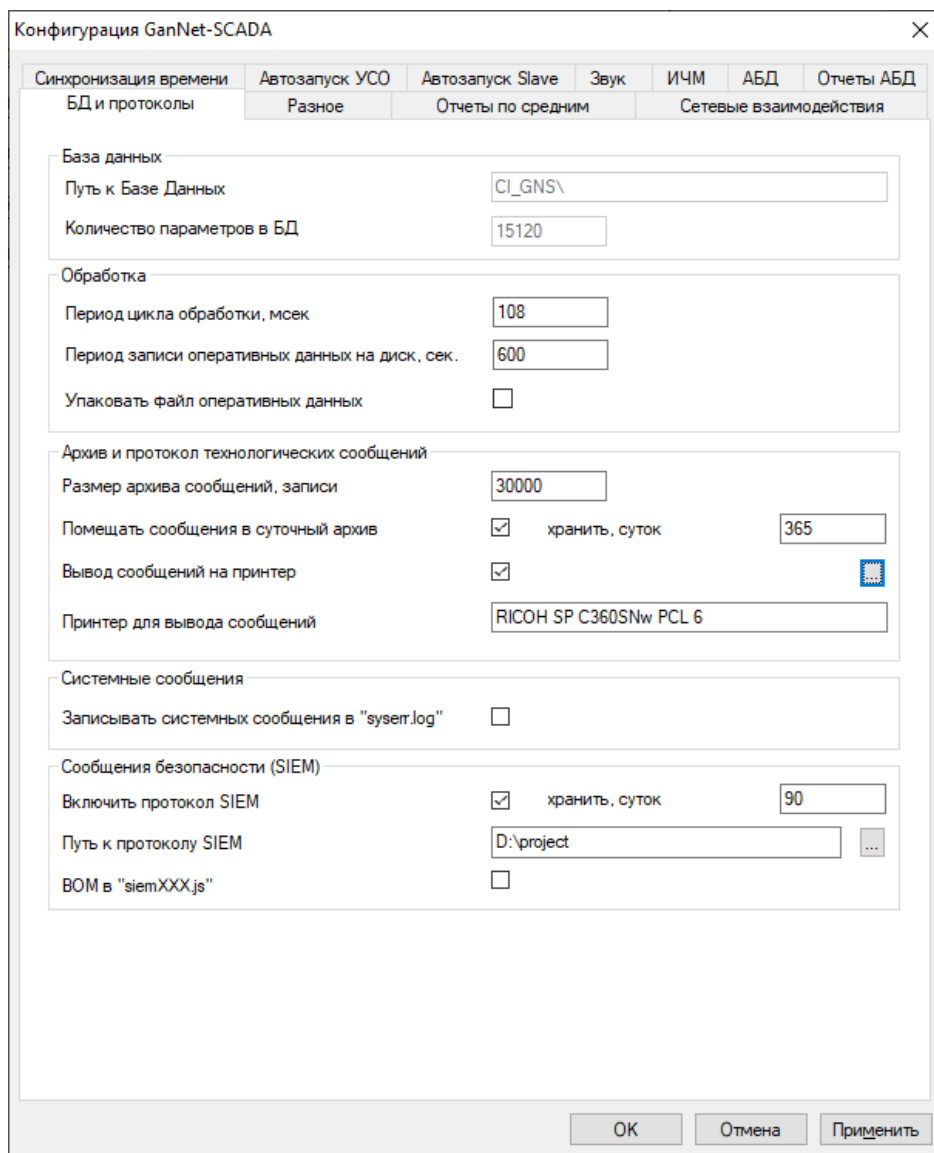 Конфигурация GanNet-SCADA
Синхронизация времени Автозапуск УСО Автозапуск Slave Звук ИЧМ АБД Отчеты АБД
БД и протоколы Разное Отчеты по средним Сетевые взаимодействия
База данных
Путь к Базе Данных CI_GNS\
Количество параметров в БД 15120
Обработка
Период цикла обработки, мсек 108
Период записи оперативных данных на диск, сек. 600
Упаковать файл оперативных данных
Архив и протокол технологических сообщений
Размер архива сообщений, записи 30000
Помещать сообщения в суточный архив хранить, суток 365
Вывод сообщений на принтер ...
Принтер для вывода сообщений RICOH SP C360SNw PCL 6
Системные сообщения
Записывать системных сообщения в "syserr.log"
Сообщения безопасности (SIEM)
Включить протокол SIEM хранить, суток 90
Путь к протоколу SIEM D:\project ...
BOM в "siemXXX.js"
OK Отмена Применить